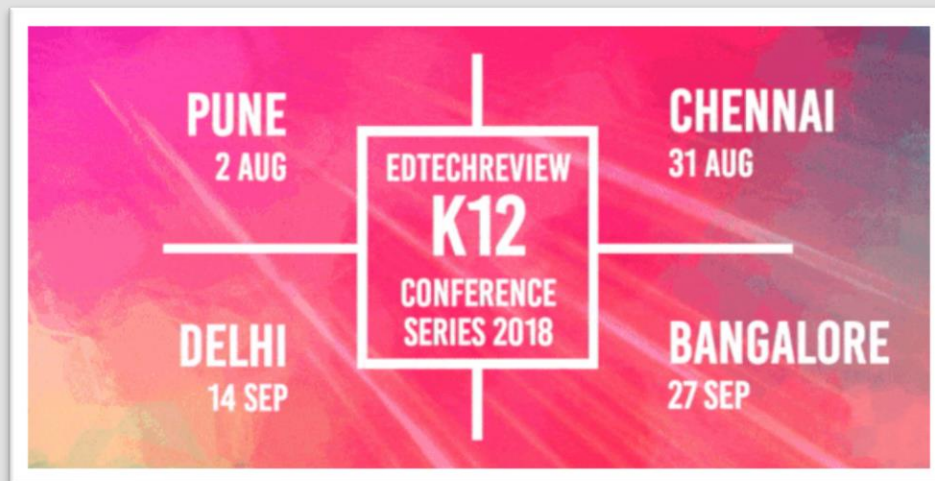 PUNE
2 AUG
CHENNAI
31 AUG
EDTECHREVIEW
K12
CONFERENCE
SERIES 2018
DELHI
14 SEP
BANGALORE
27 SEP